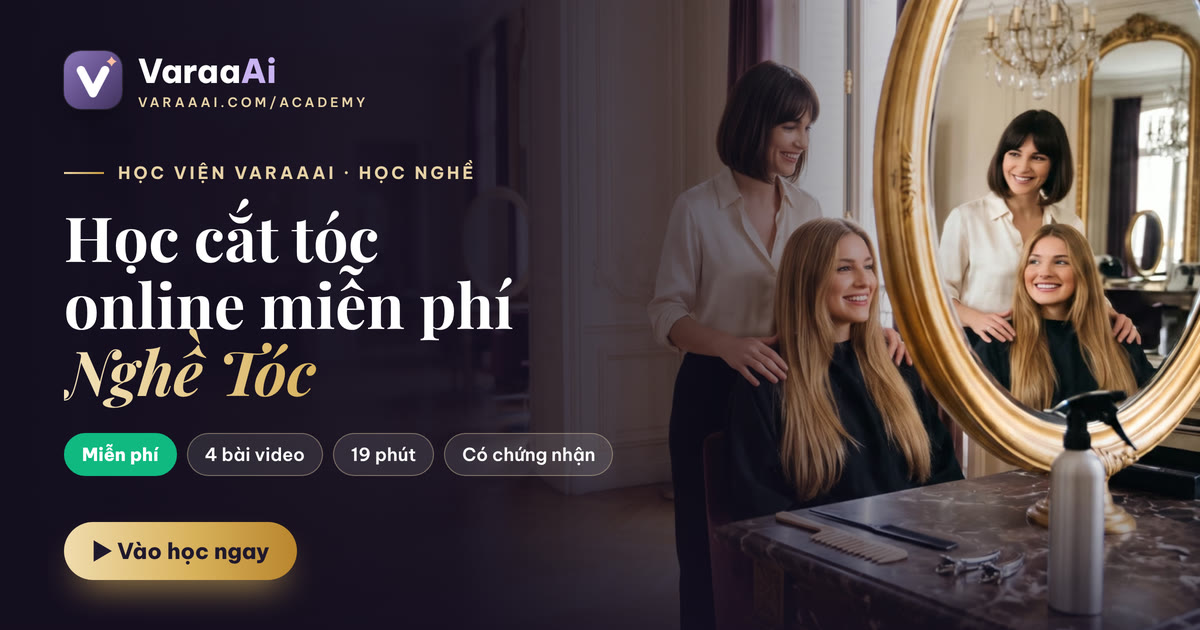 V
VaraaAi
VARAAAI.COM/ACADEMY
HỌC VIỆN VARAAAI · HỌC NGHỀ
Học cắt tóc
online miễn phí
Nghề Tóc
Miễn phí
4 bài video
19 phút
Có chứng nhận
▶ Vào học ngay